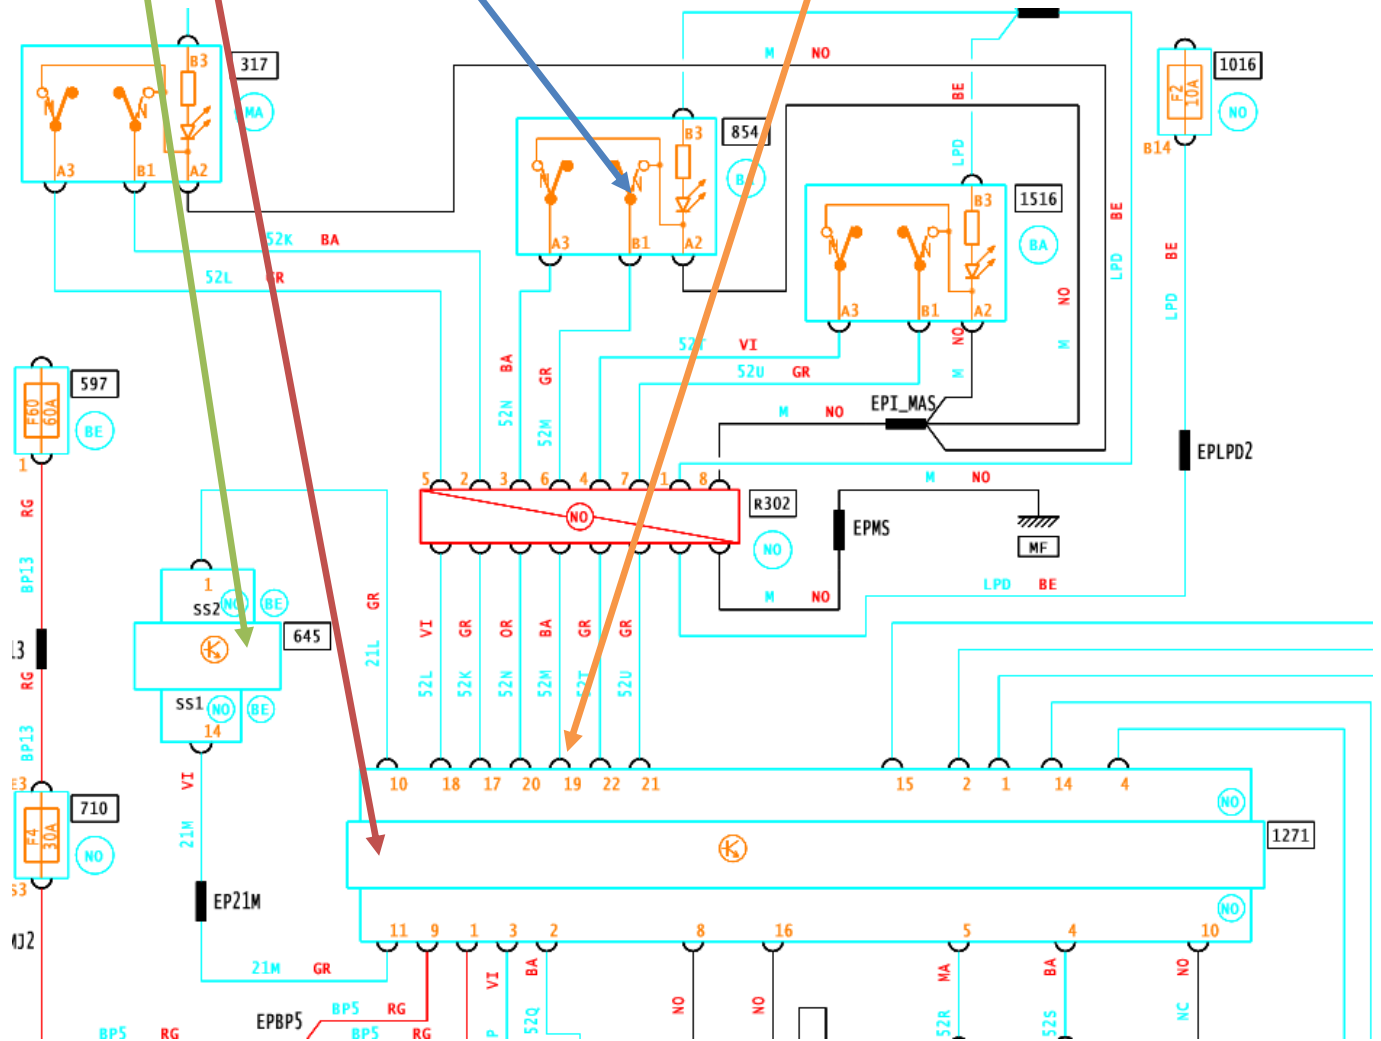 M NO
B3
317
MA
A3 B1 A2
BE
LPD
F2
10A
1016
NO
B14
B3
854
BA
A3 B1 A2
B3
1516
BA
A3 B1 A2
BE
LPD
BE
LPD
52K BA
52L GR
NO
M
NO
M
52T VI
52U GR
BA
52N
GR
52M
M NO
EPI_MAS
F60
60A
597
BE
1
EPLPD2
5 2 3 6 4 7 1 8
NO
R302
NO
M NO
EPMS
MF
M NO
LPD BE
RG
BP13
1
SS2 NO BE
645
SS1 NO BE
14
GR
21L
VI
52L
GR
52K
OR
52N
BA
52M
GR
52T
GR
52U
13
RG
BP13
E3
F4
30A
710
NO
S3
VI
21M
EP21M
MJ2
10 18 17 20 19 22 21 15 2 1 14 4
NO
1271
NO
11 9 1 3 2 8 16 5 4 10
21M GR
BP5 RG
EPBP5
BP5 RG
BP5 RG
VI
P
BA
52Q
NO
NO
MA
52R
BA
52S
NO
NC